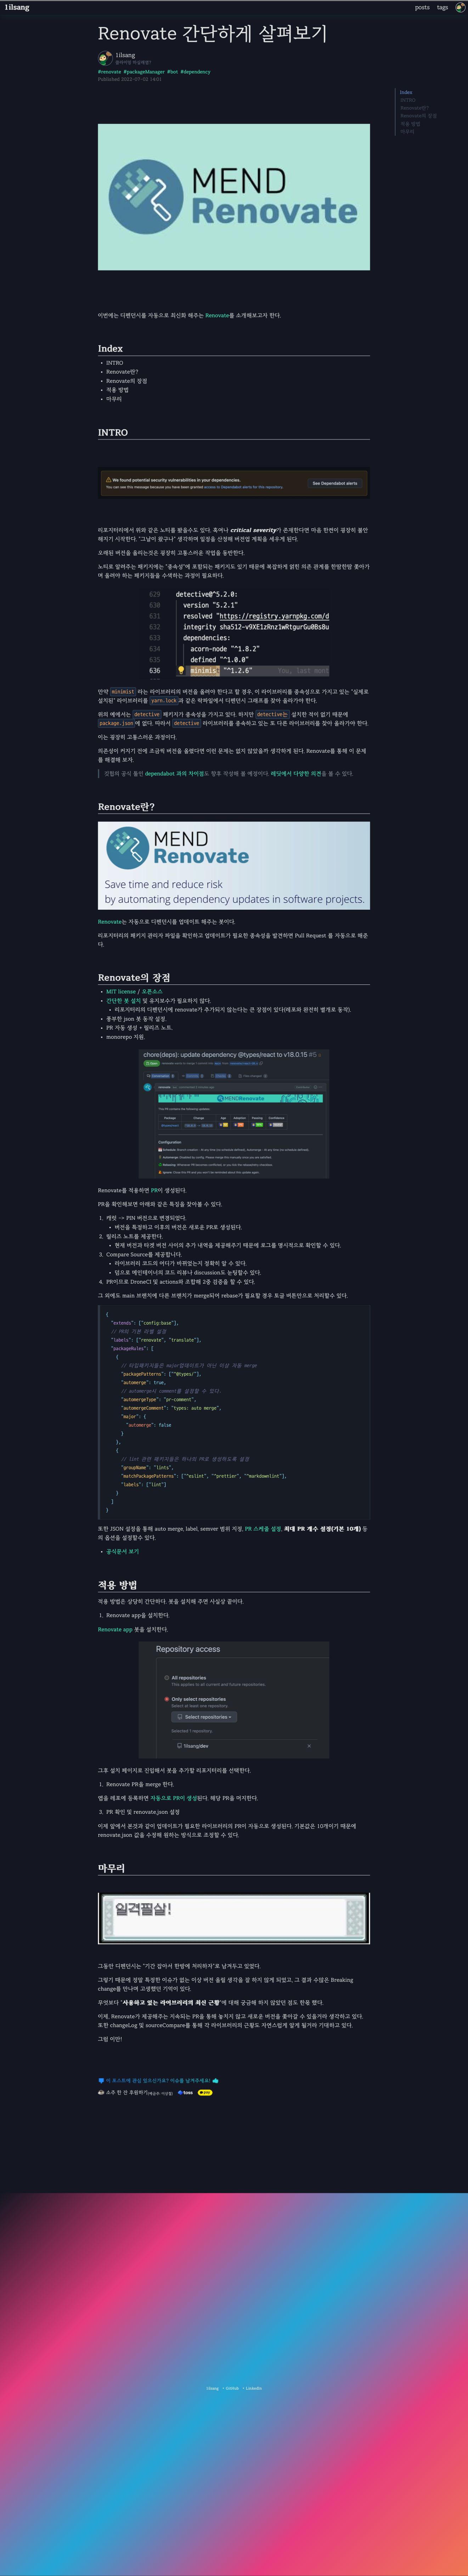 1ilsang
posts
tags
Renovate 간단하게 살펴보기
1ilsang
#renovate #packageManager #bot #dependency
Published 2022-07-02 14:01
Index
INTRO
Renovate란?
Renovate의 장점
적용 방법
마무리
MEND
Renovate
이번에는 디펜던시를 자동으로 최신화 해주는 Renovate를 소개해보고자 한다.
Index
INTRO
Renovate란?
Renovate의 장점
적용 방법
마무리
INTRO
We found potential security vulnerabilities in your dependencies.
You can see this message because you have been granted access to Dependabot alerts for this repository.
See Dependabot alerts
리포지터리에서 위와 같은 노티를 봤을수도 있다. 혹여나 critical severity가 존재한다면 마음 한편이 굉장히 불안
해지기 시작한다. "그날이 왔구나" 생각하며 일정을 산정해 버전업 계획을 세우게 된다.
오래된 버전을 올리는것은 굉장히 고통스러운 작업을 동반한다.
노티로 알려주는 패키지에는 "종속성"에 포함되는 패키지도 있기 때문에 복잡하게 얽힌 의존 관계를 한땀한땀 쫓아가
며 올려야 하는 패키지들을 수색하는 과정이 필요하다.
629 detective@^5.2.0:
630 version "5.2.1"
631 resolved "https://registry.yarnpkg.com/d
632 integrity sha512-v9XE1zRnz1wRtgurGu0Bs8u
633 dependencies:
634 acorn-node "^1.8.2"
635 defined "^1.0.0"
636 minimist "^1.2.6" You, last mont
만약 minimist 라는 라이브러리의 버전을 올려야 한다고 할 경우, 이 라이브러리를 종속성으로 가지고 있는 "실제로
설치된" 라이브러리를 yarn.lock 과 같은 락파일에서 디펜던시 그래프를 찾아 올라가야 한다.
위의 예에서는 detective 패키지가 종속성을 가지고 있다. 하지만 detective는 설치한 적이 없기 때문에
package.json 에 없다. 따라서 detective 라이브러리를 종속하고 있는 또 다른 라이브러리를 찾아 올라가야 한다.
이는 굉장히 고통스러운 과정이다.
의존성이 커지기 전에 조금씩 버전을 올렸다면 이런 문제는 없지 않았을까 생각하게 된다. Renovate를 통해 이 문제
를 해결해 보자.
깃헙의 공식 툴인 dependabot 과의 차이점도 향후 작성해 볼 예정이다. 레딧에서 다양한 의견을 볼 수 있다.
Renovate란?
MEND
Renovate
Save time and reduce risk
by automating dependency updates in software projects.
Renovate는 자동으로 디펜던시를 업데이트 해주는 봇이다.
리포지터리의 패키지 관리자 파일을 확인하고 업데이트가 필요한 종속성을 발견하면 Pull Request 를 자동으로 해준
다.
Renovate의 장점
MIT license / 오픈소스
간단한 봇 설치 및 유지보수가 필요하지 않다.
리포지터리의 디펜던시에 renovate가 추가되지 않는다는 큰 장점이 있다(레포와 완전히 별개로 동작).
풍부한 json 봇 동작 설정.
PR 자동 생성 + 릴리즈 노트.
monorepo 지원.
chore(deps): update dependency @types/react to v18.0.15 #5
Open
MEND Renovate
This PR contains the following updates:
Package Change Age Adoption Passing Confidence
Configuration
Renovate를 적용하면 PR이 생성된다.
PR을 확인해보면 아래와 같은 특징을 찾아볼 수 있다.
1. 캐럿 -> PIN 버전으로 변경되었다.
버전을 특정하고 이후의 버전은 새로운 PR로 생성된다.
2. 릴리즈 노트를 제공한다.
현재 버전과 타겟 버전 사이의 추가 내역을 제공해주기 때문에 로그를 명시적으로 확인할 수 있다.
3. Compare Source를 제공합니다.
라이브러리 코드의 어디가 바뀌었는지 정확히 알 수 있다.
덤으로 메인테이너의 코드 리뷰나 discussion도 눈팅할수 있다.
4. PR이므로 DroneCI 및 actions와 조합해 2중 검증을 할 수 있다.
그 외에도 main 브랜치에 다른 브랜치가 merge되어 rebase가 필요할 경우 토글 버튼만으로 처리할수 있다.
{
"extends": ["config:base"],
// PR의 기본 라벨 설정
"labels": ["renovate", "translate"],
"packageRules": [
{
// 타입패키지들은 major업데이트가 아닌 이상 자동 merge
"packagePatterns": ["^@types/"],
"automerge": true,
// automerge시 comment를 설정할 수 있다.
"automergeType": "pr-comment",
"automergeComment": "types: auto merge",
"major": {
"automerge": false
}
},
{
// lint 관련 패키지들은 하나의 PR로 생성하도록 설정
"groupName": "lints",
"matchPackagePatterns": ["^eslint", "^prettier", "^markdownlint"],
"labels": ["lint"]
}
]
}
또한 JSON 설정을 통해 auto merge, label, semver 범위 지정, PR 스케쥴 설정, 최대 PR 개수 설정(기본 10개) 등
의 옵션을 설정할수 있다.
공식문서 보기
적용 방법
적용 방법은 상당히 간단하다. 봇을 설치해 주면 사실상 끝이다.
1. Renovate app을 설치한다.
Renovate app 봇을 설치한다.
Repository access
All repositories
This applies to all current and future repositories.
Only select repositories
Select at least one repository.
Select repositories
Selected 1 repository.
1ilsang/dev
그후 설치 페이지로 진입해서 봇을 추가할 리포지터리를 선택한다.
1. Renovate PR을 merge 한다.
앱을 레포에 등록하면 자동으로 PR이 생성된다. 해당 PR을 머지한다.
3. PR 확인 및 renovate.json 설정
이제 앞에서 본것과 같이 업데이트가 필요한 라이브러리의 PR이 자동으로 생성된다. 기본값은 10개이기 때문에
renovate.json 값을 수정해 원하는 방식으로 조정할 수 있다.
마무리
일격필살!
그동안 디펜던시는 "기간 잡아서 한방에 처리하자"로 남겨두고 있었다.
그렇기 때문에 정말 특정한 이슈가 없는 이상 버전 올릴 생각을 잘 하지 않게 되었고, 그 결과 수많은 Breaking
change를 만나며 고생했던 기억이 있다.
무엇보다 "사용하고 있는 라이브러리의 최신 근황"에 대해 궁금해 하지 않았던 점도 한몫 했다.
이제, Renovate가 제공해주는 지속되는 PR을 통해 놓치지 않고 새로운 버전을 쫓아갈 수 있을거라 생각하고 있다.
또한 changeLog 및 sourceCompare를 통해 각 라이브러리의 근황도 자연스럽게 알게 될거라 기대하고 있다.
그럼 이만!
이 포스트에 관심 있으신가요? 이슈를 남겨주세요!
소주 한 잔 후원하기
toss
pay
1ilsang
GitHub
LinkedIn